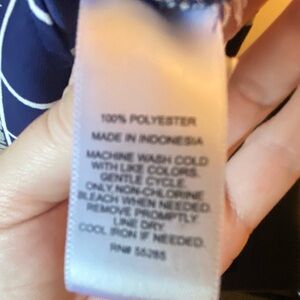 100% POLYESTER
MADE IN INDONESIA
MACHINE WASH COLD
WITH LIKE COLORS.
GENTLE CYCLE.
ONLY NON-CHLORINE
BLEACH WHEN NEEDED.
REMOVE PROMPTLY
LINE DRY
COOL IRON IF NEEDED.
RN# 55285